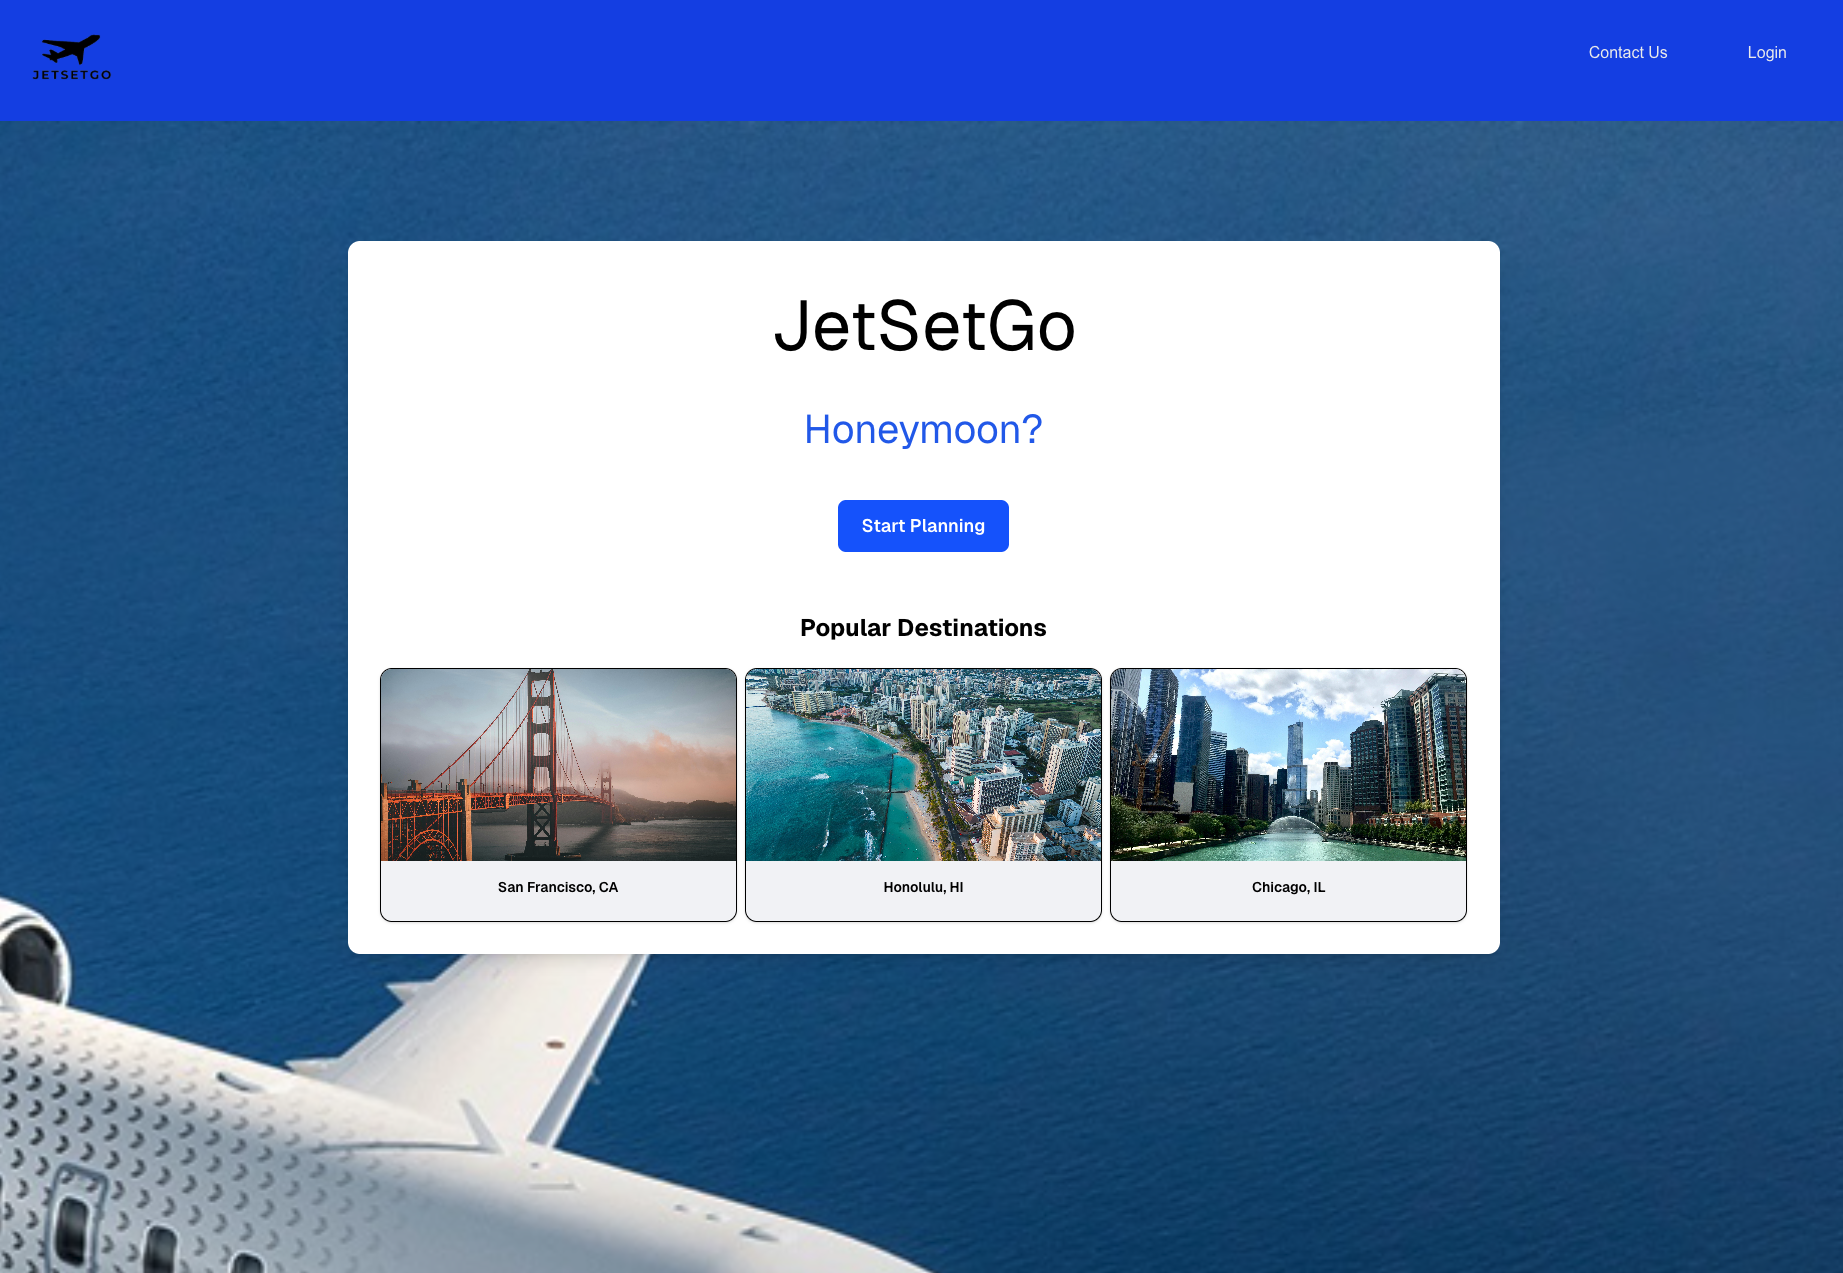 JETSETGO
Contact Us
Login
JetSetGo
Honeymoon?
Start Planning
Popular Destinations
San Francisco, CA
Honolulu, HI
Chicago, IL